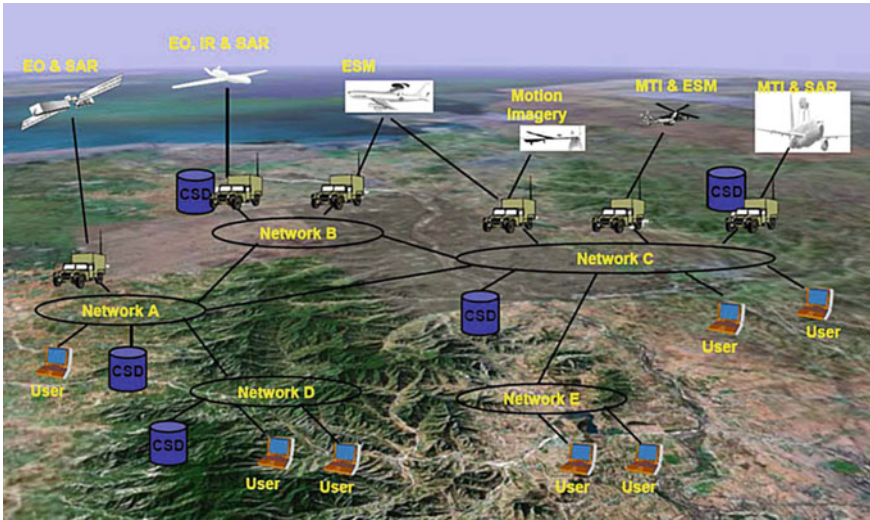 EO & SAR
EO, IR & SAR
ESM
Motion
Imagery
MTI & ESM
MTI & SAR
CSD
CSD
Network B
Network C
Network A
CSD
User
User
User
CSD
Network D
Network E
CSD
User
User
User
User